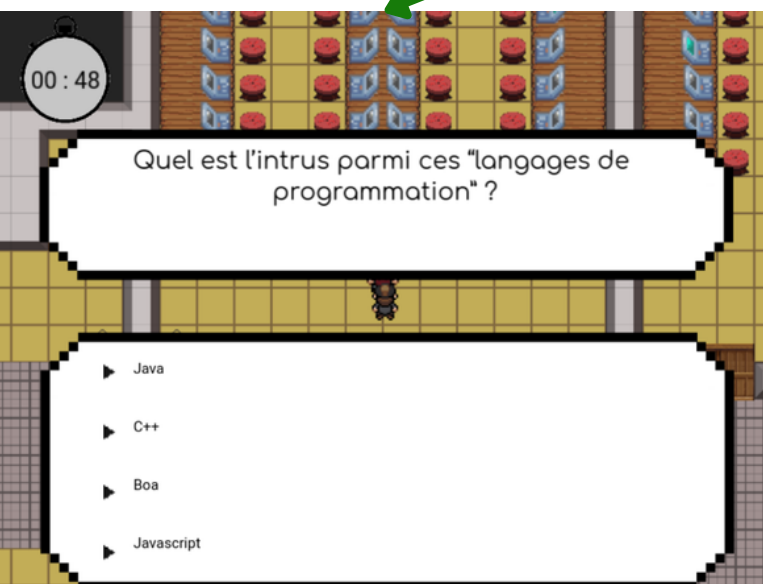 00 : 48
Quel est l’intrus parmi ces “langages de
programmation” ?
Java
C++
Boa
Javascript